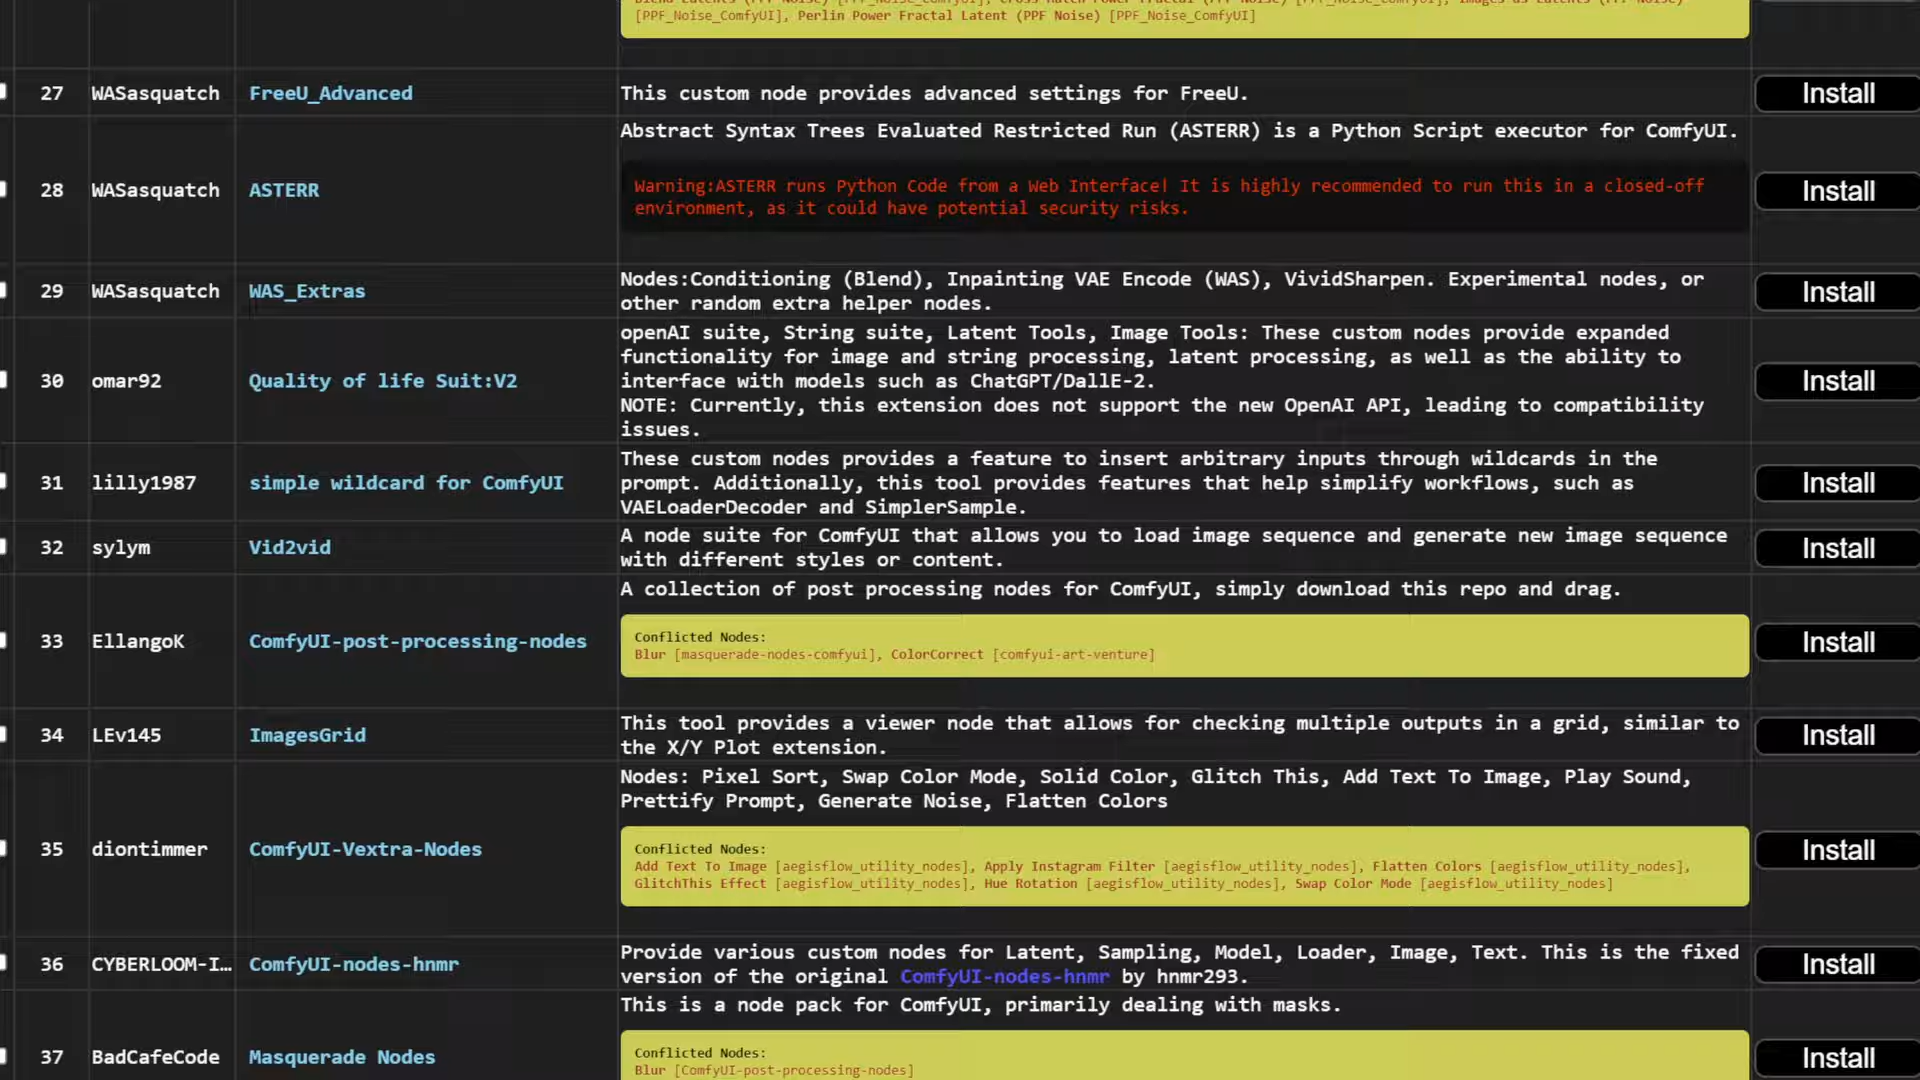 [PPF_Noise_ComfyUI], Perlin Power Fractal Latent (PPF Noise) [PPF_Noise_ComfyUI]
27 WASasquatch FreeU_Advanced This custom node provides advanced settings for FreeU. Install
Abstract Syntax Trees Evaluated Restricted Run (ASTERR) is a Python Script executor for ComfyUI.
28 WASasquatch ASTERR Install
Warning:ASTERR runs Python Code from a Web Interface! It is highly recommended to run this in a closed-off
environment, as it could have potential security risks.
29 WASasquatch WAS_Extras Install
Nodes:Conditioning (Blend), Inpainting VAE Encode (WAS), VividSharpen. Experimental nodes, or
other random extra helper nodes.
30 omar92 Quality of life Suit:V2 Install
openAI suite, String suite, Latent Tools, Image Tools: These custom nodes provide expanded
functionality for image and string processing, latent processing, as well as the ability to
interface with models such as ChatGPT/DallE-2.
NOTE: Currently, this extension does not support the new OpenAI API, leading to compatibility
issues.
31 lilly1987 simple wildcard for ComfyUI Install
These custom nodes provides a feature to insert arbitrary inputs through wildcards in the
prompt. Additionally, this tool provides features that help simplify workflows, such as
VAELoaderDecoder and SimplerSample.
32 sylym Vid2vid Install
A node suite for ComfyUI that allows you to load image sequence and generate new image sequence
with different styles or content.
33 EllangoK ComfyUI-post-processing-nodes Install
A collection of post processing nodes for ComfyUI, simply download this repo and drag.
Conflicted Nodes:
Blur [masquerade-nodes-comfyui], ColorCorrect [comfyui-art-venture]
34 LEv145 ImagesGrid Install
This tool provides a viewer node that allows for checking multiple outputs in a grid, similar to
the X/Y Plot extension.
35 diontimmer ComfyUI-Vextra-Nodes Install
Nodes: Pixel Sort, Swap Color Mode, Solid Color, Glitch This, Add Text To Image, Play Sound,
Prettify Prompt, Generate Noise, Flatten Colors
Conflicted Nodes:
Add Text To Image [aegisflow_utility_nodes], Apply Instagram Filter [aegisflow_utility_nodes], Flatten Colors [aegisflow_utility_nodes],
GlitchThis Effect [aegisflow_utility_nodes], Hue Rotation [aegisflow_utility_nodes], Swap Color Mode [aegisflow_utility_nodes]
36 CYBERLOOM-I… ComfyUI-nodes-hnmr Install
Provide various custom nodes for Latent, Sampling, Model, Loader, Image, Text. This is the fixed
version of the original ComfyUI-nodes-hnmr by hnmr293.
37 BadCafeCode Masquerade Nodes Install
This is a node pack for ComfyUI, primarily dealing with masks.
Conflicted Nodes:
Blur [ComfyUI-post-processing-nodes]